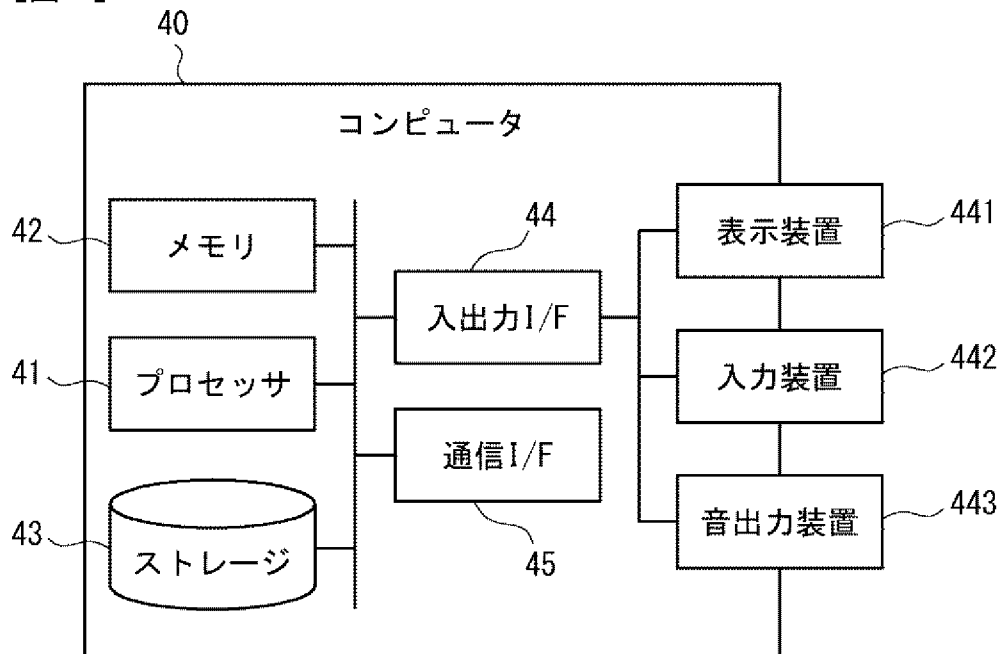 40
コンピュータ
42
メモリ
44
表示装置
441
入出力I/F
41
プロセッサ
入力装置
442
通信I/F
43
ストレージ
45
音出力装置
443